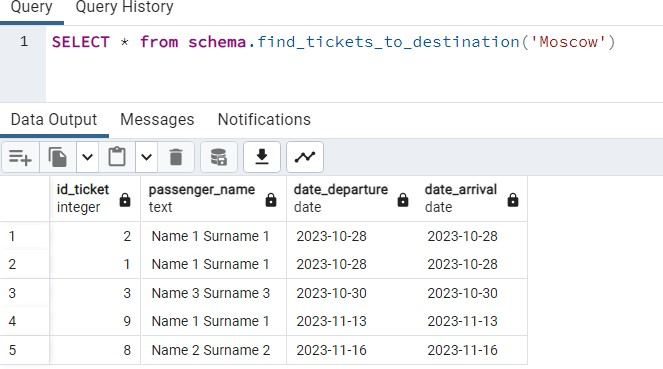 Query Query History
1 SELECT * from schema.find_tickets_to_destination('Moscow')
Data Output Messages Notifications
id_ticket passenger_name date_departure date_arrival
integer text date date
1 2 Name 1 Surname 1 2023-10-28 2023-10-28
2 1 Name 1 Surname 1 2023-10-28 2023-10-28
3 3 Name 3 Surname 3 2023-10-30 2023-10-30
4 9 Name 1 Surname 1 2023-11-13 2023-11-13
5 8 Name 2 Surname 2 2023-11-16 2023-11-16